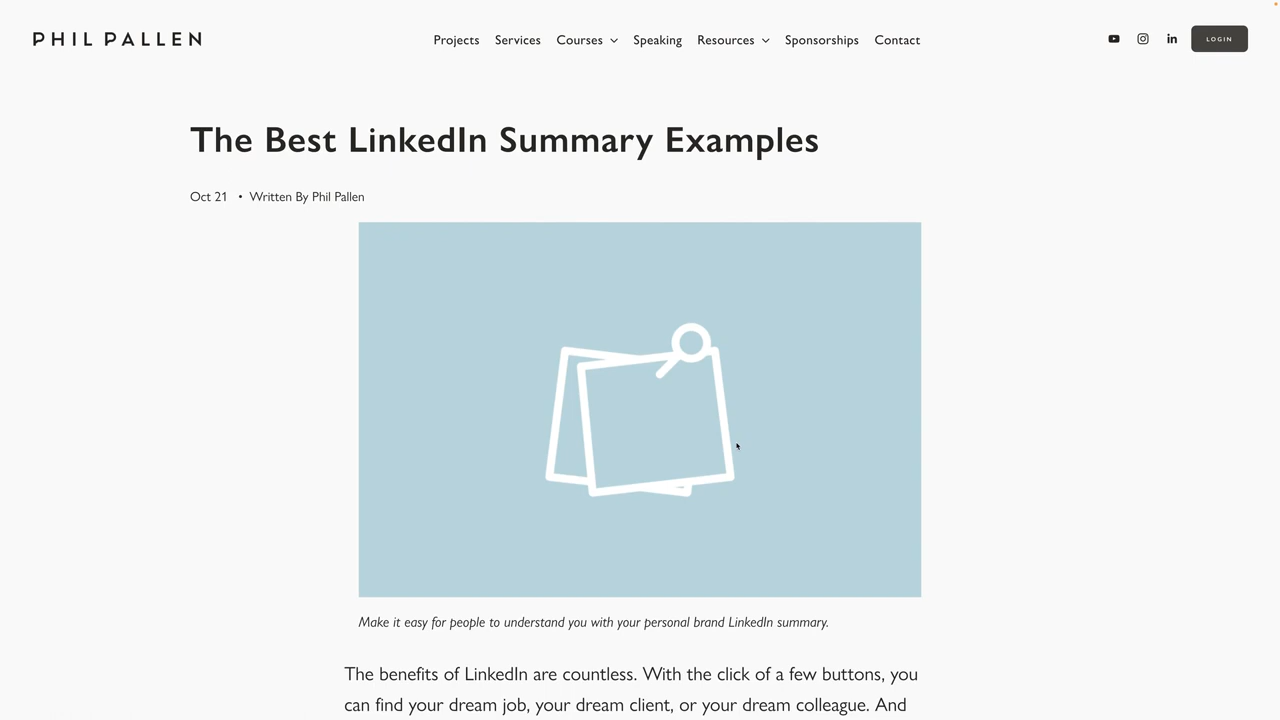 PHIL PALLEN
Projects Services Courses Speaking Resources Sponsorships Contact
LOGIN
The Best LinkedIn Summary Examples
Oct 21 • Written By Phil Pallen
Make it easy for people to understand you with your personal brand LinkedIn summary.
The benefits of LinkedIn are countless. With the click of a few buttons, you
can find your dream job, your dream client, or your dream colleague. And